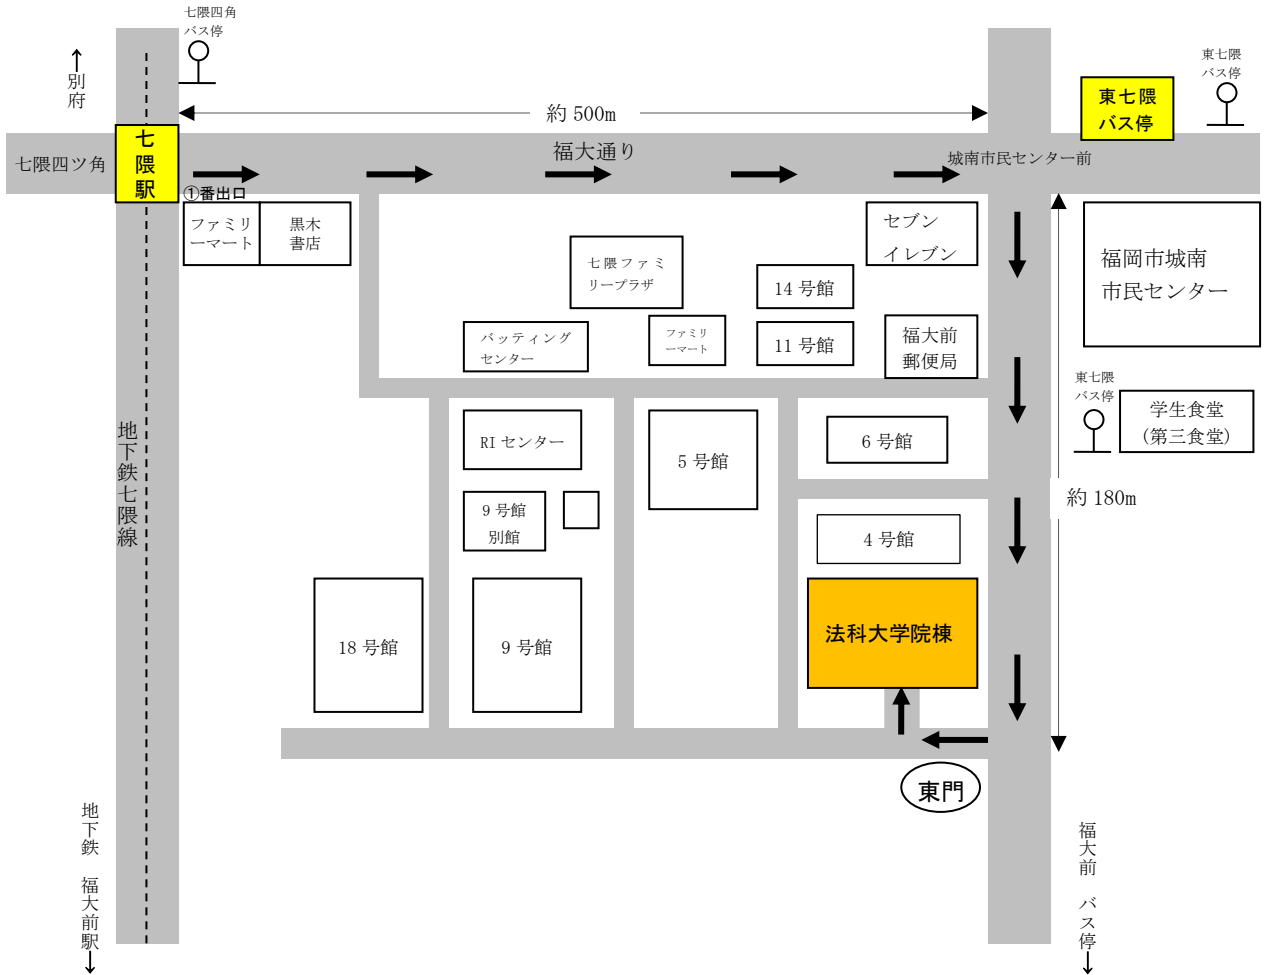 七隈四角
バス停
↑別府
約 500m
東七隈
バス停
東七隈
バス停
七隈四ツ角
七隈駅
福大通り
城南市民センター前
①番出口
ファミリ
ーマート
黒木
書店
セブン
イレブン
福岡市城南
市民センター
七隈ファミ
リープラザ
14 号館
バッティング
センター
ファミリ
ーマート
11 号館
福大前
郵便局
東七隈
バス停
学生食堂
(第三食堂)
地下鉄七隈線
RI センター
5 号館
6 号館
約 180m
9 号館
別館
4 号館
18 号館
9 号館
法科大学院棟
東門
地下鉄 福大前駅↓
福大前 バス停↓